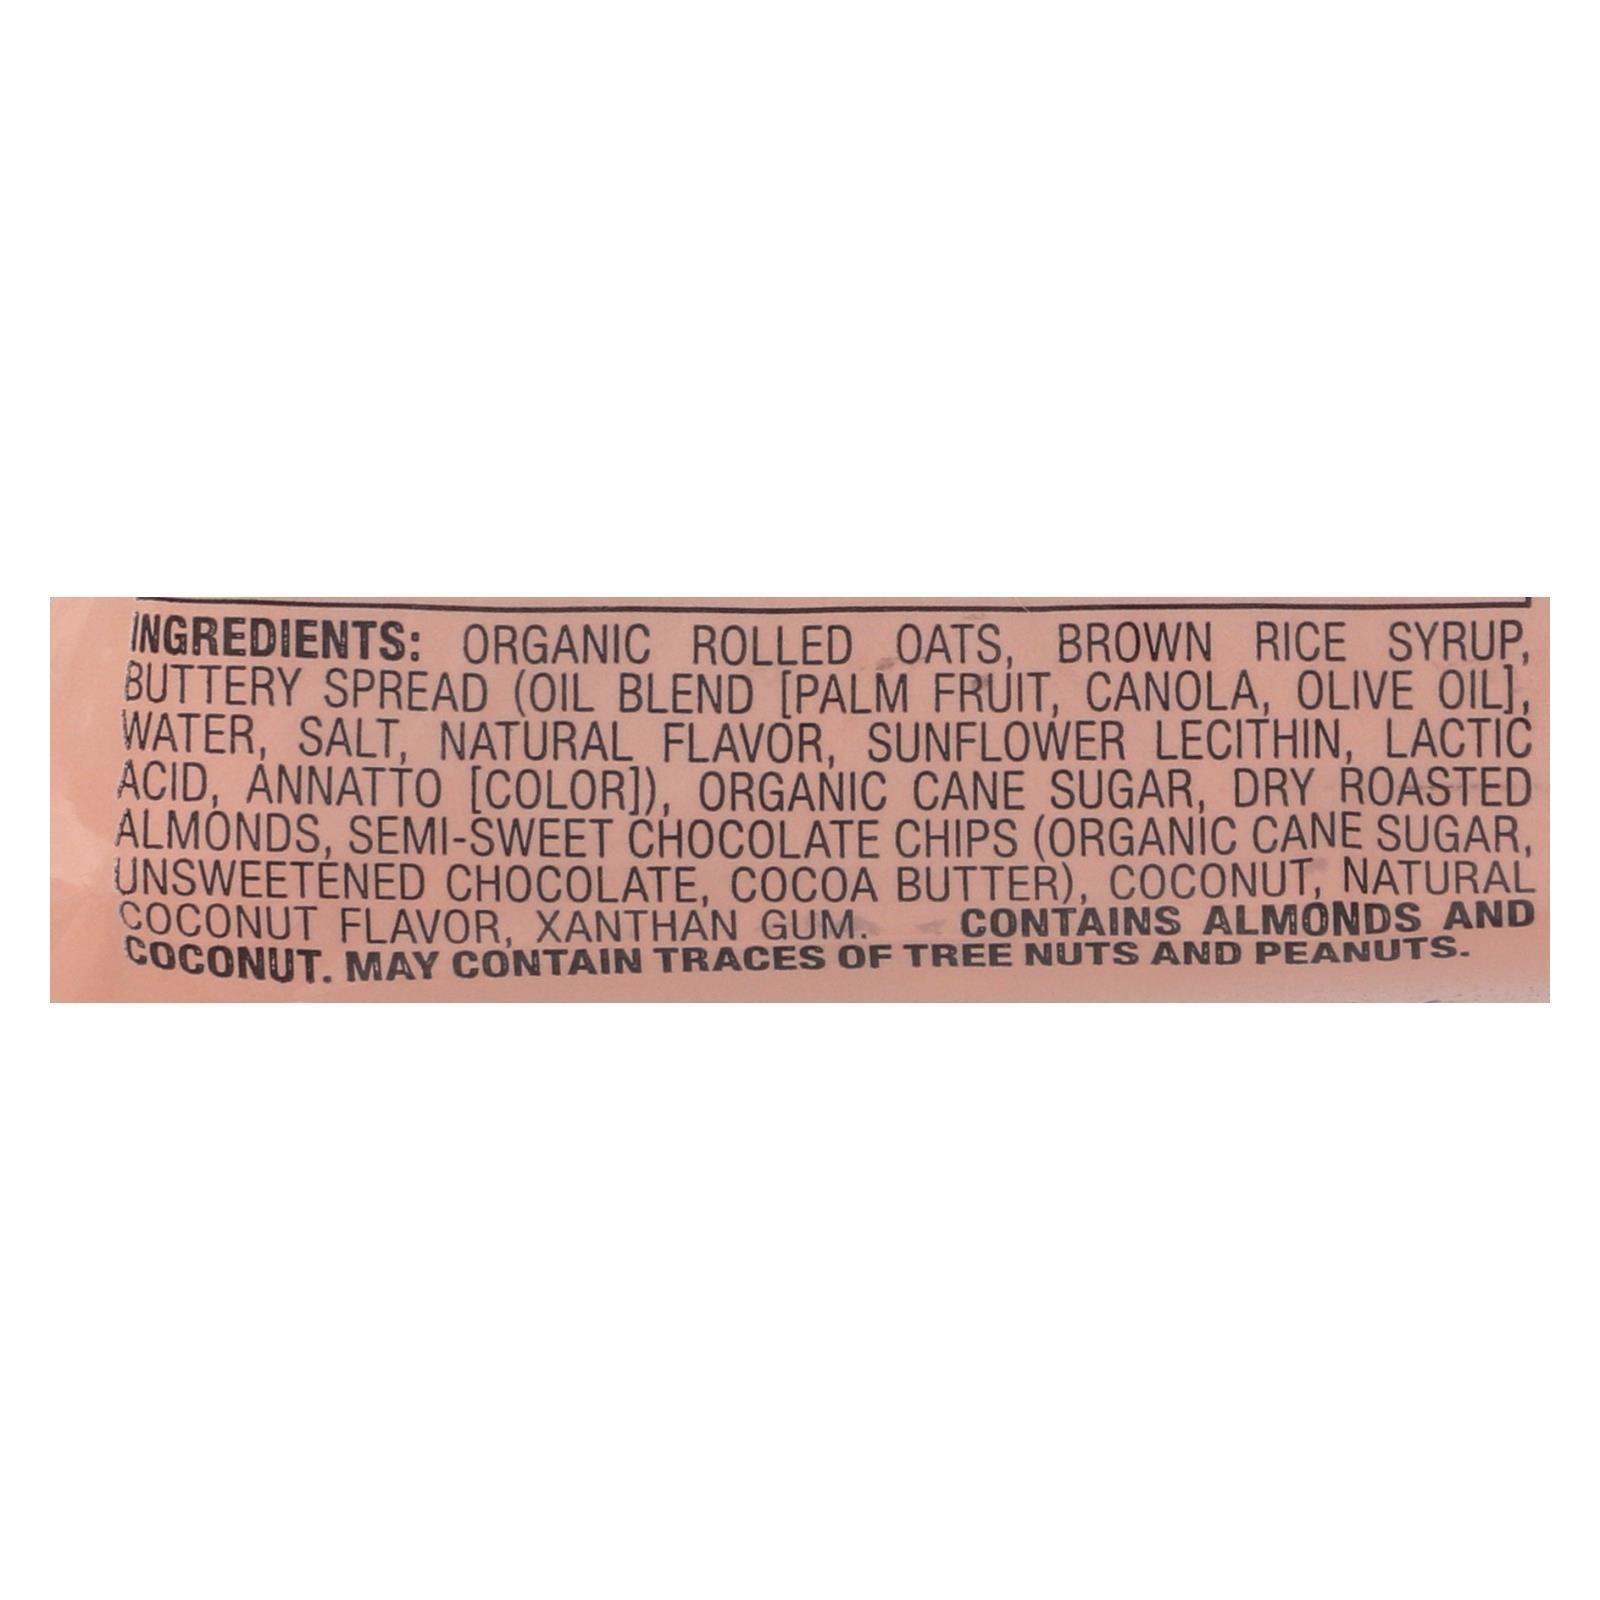 INGREDIENTS: ORGANIC ROLLED OATS, BROWN RICE SYRUP,
BUTTERY SPREAD (OIL BLEND [PALM FRUIT, CANOLA, OLIVE OIL],
WATER, SALT, NATURAL FLAVOR, SUNFLOWER LECITHIN, LACTIC
ACID, ANNATTO [COLOR]), ORGANIC CANE SUGAR, DRY ROASTED
ALMONDS, SEMI-SWEET CHOCOLATE CHIPS (ORGANIC CANE SUGAR,
UNSWEETENED CHOCOLATE, COCOA BUTTER), COCONUT, NATURAL
COCONUT FLAVOR, XANTHAN GUM. CONTAINS ALMONDS AND
COCONUT. MAY CONTAIN TRACES OF TREE NUTS AND PEANUTS.